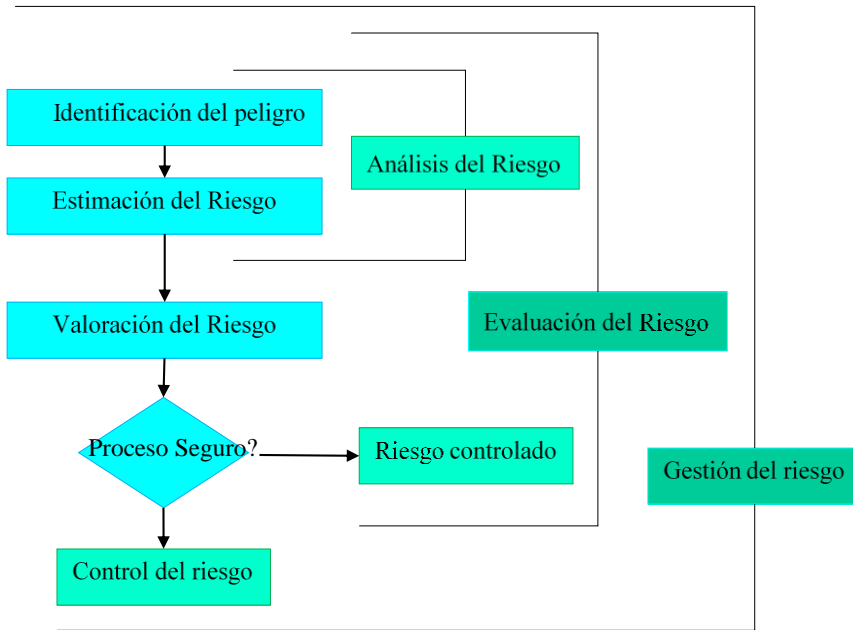 Identificación del peligro
Análisis del Riesgo
Estimación del Riesgo
Valoración del Riesgo
Evaluación del Riesgo
Proceso Seguro?
Riesgo controlado
Gestión del riesgo
Control del riesgo